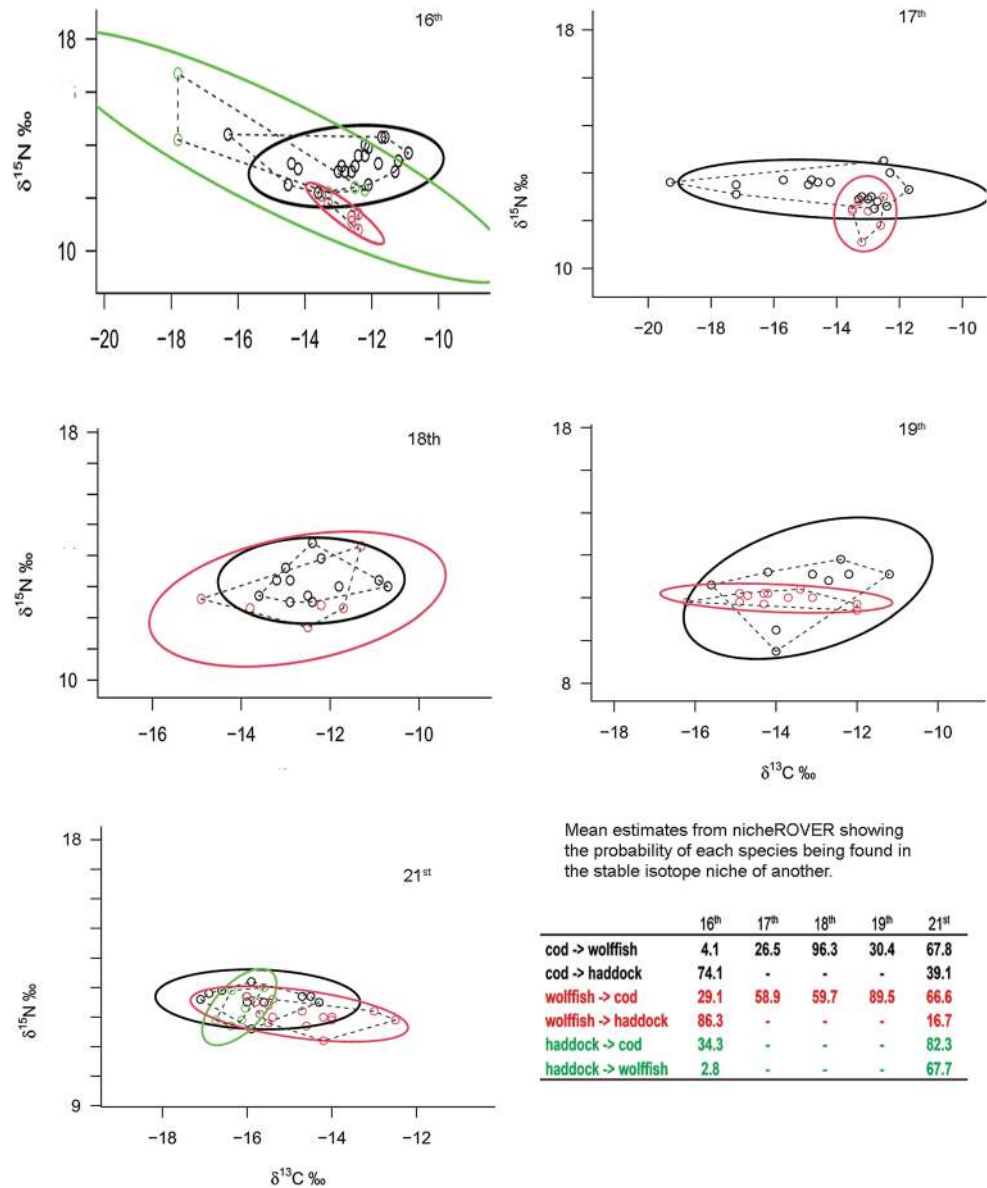 16th
18
10
δ15N ‰
−20 −18 −16 −14 −12 −10
17th
18
10
δ15N ‰
−20 −18 −16 −14 −12 −10
18th
18
10
δ15N ‰
−16 −14 −12 −10
19th
18
8
−18 −16 −14 −12 −10
δ13C ‰
21st
18
9
δ15N ‰
−18 −16 −14 −12
δ13C ‰
Mean estimates from nicheROVER showing
the probability of each species being found in
the stable isotope niche of another.
16th 17th 18th 19th 21st
cod -> wolffish 4.1 26.5 96.3 30.4 67.8
cod -> haddock 74.1 - - - 39.1
wolffish -> cod 29.1 58.9 59.7 89.5 66.6
wolffish -> haddock 86.3 - - - 16.7
haddock -> cod 34.3 - - - 82.3
haddock -> wolffish 2.8 - - - 67.7